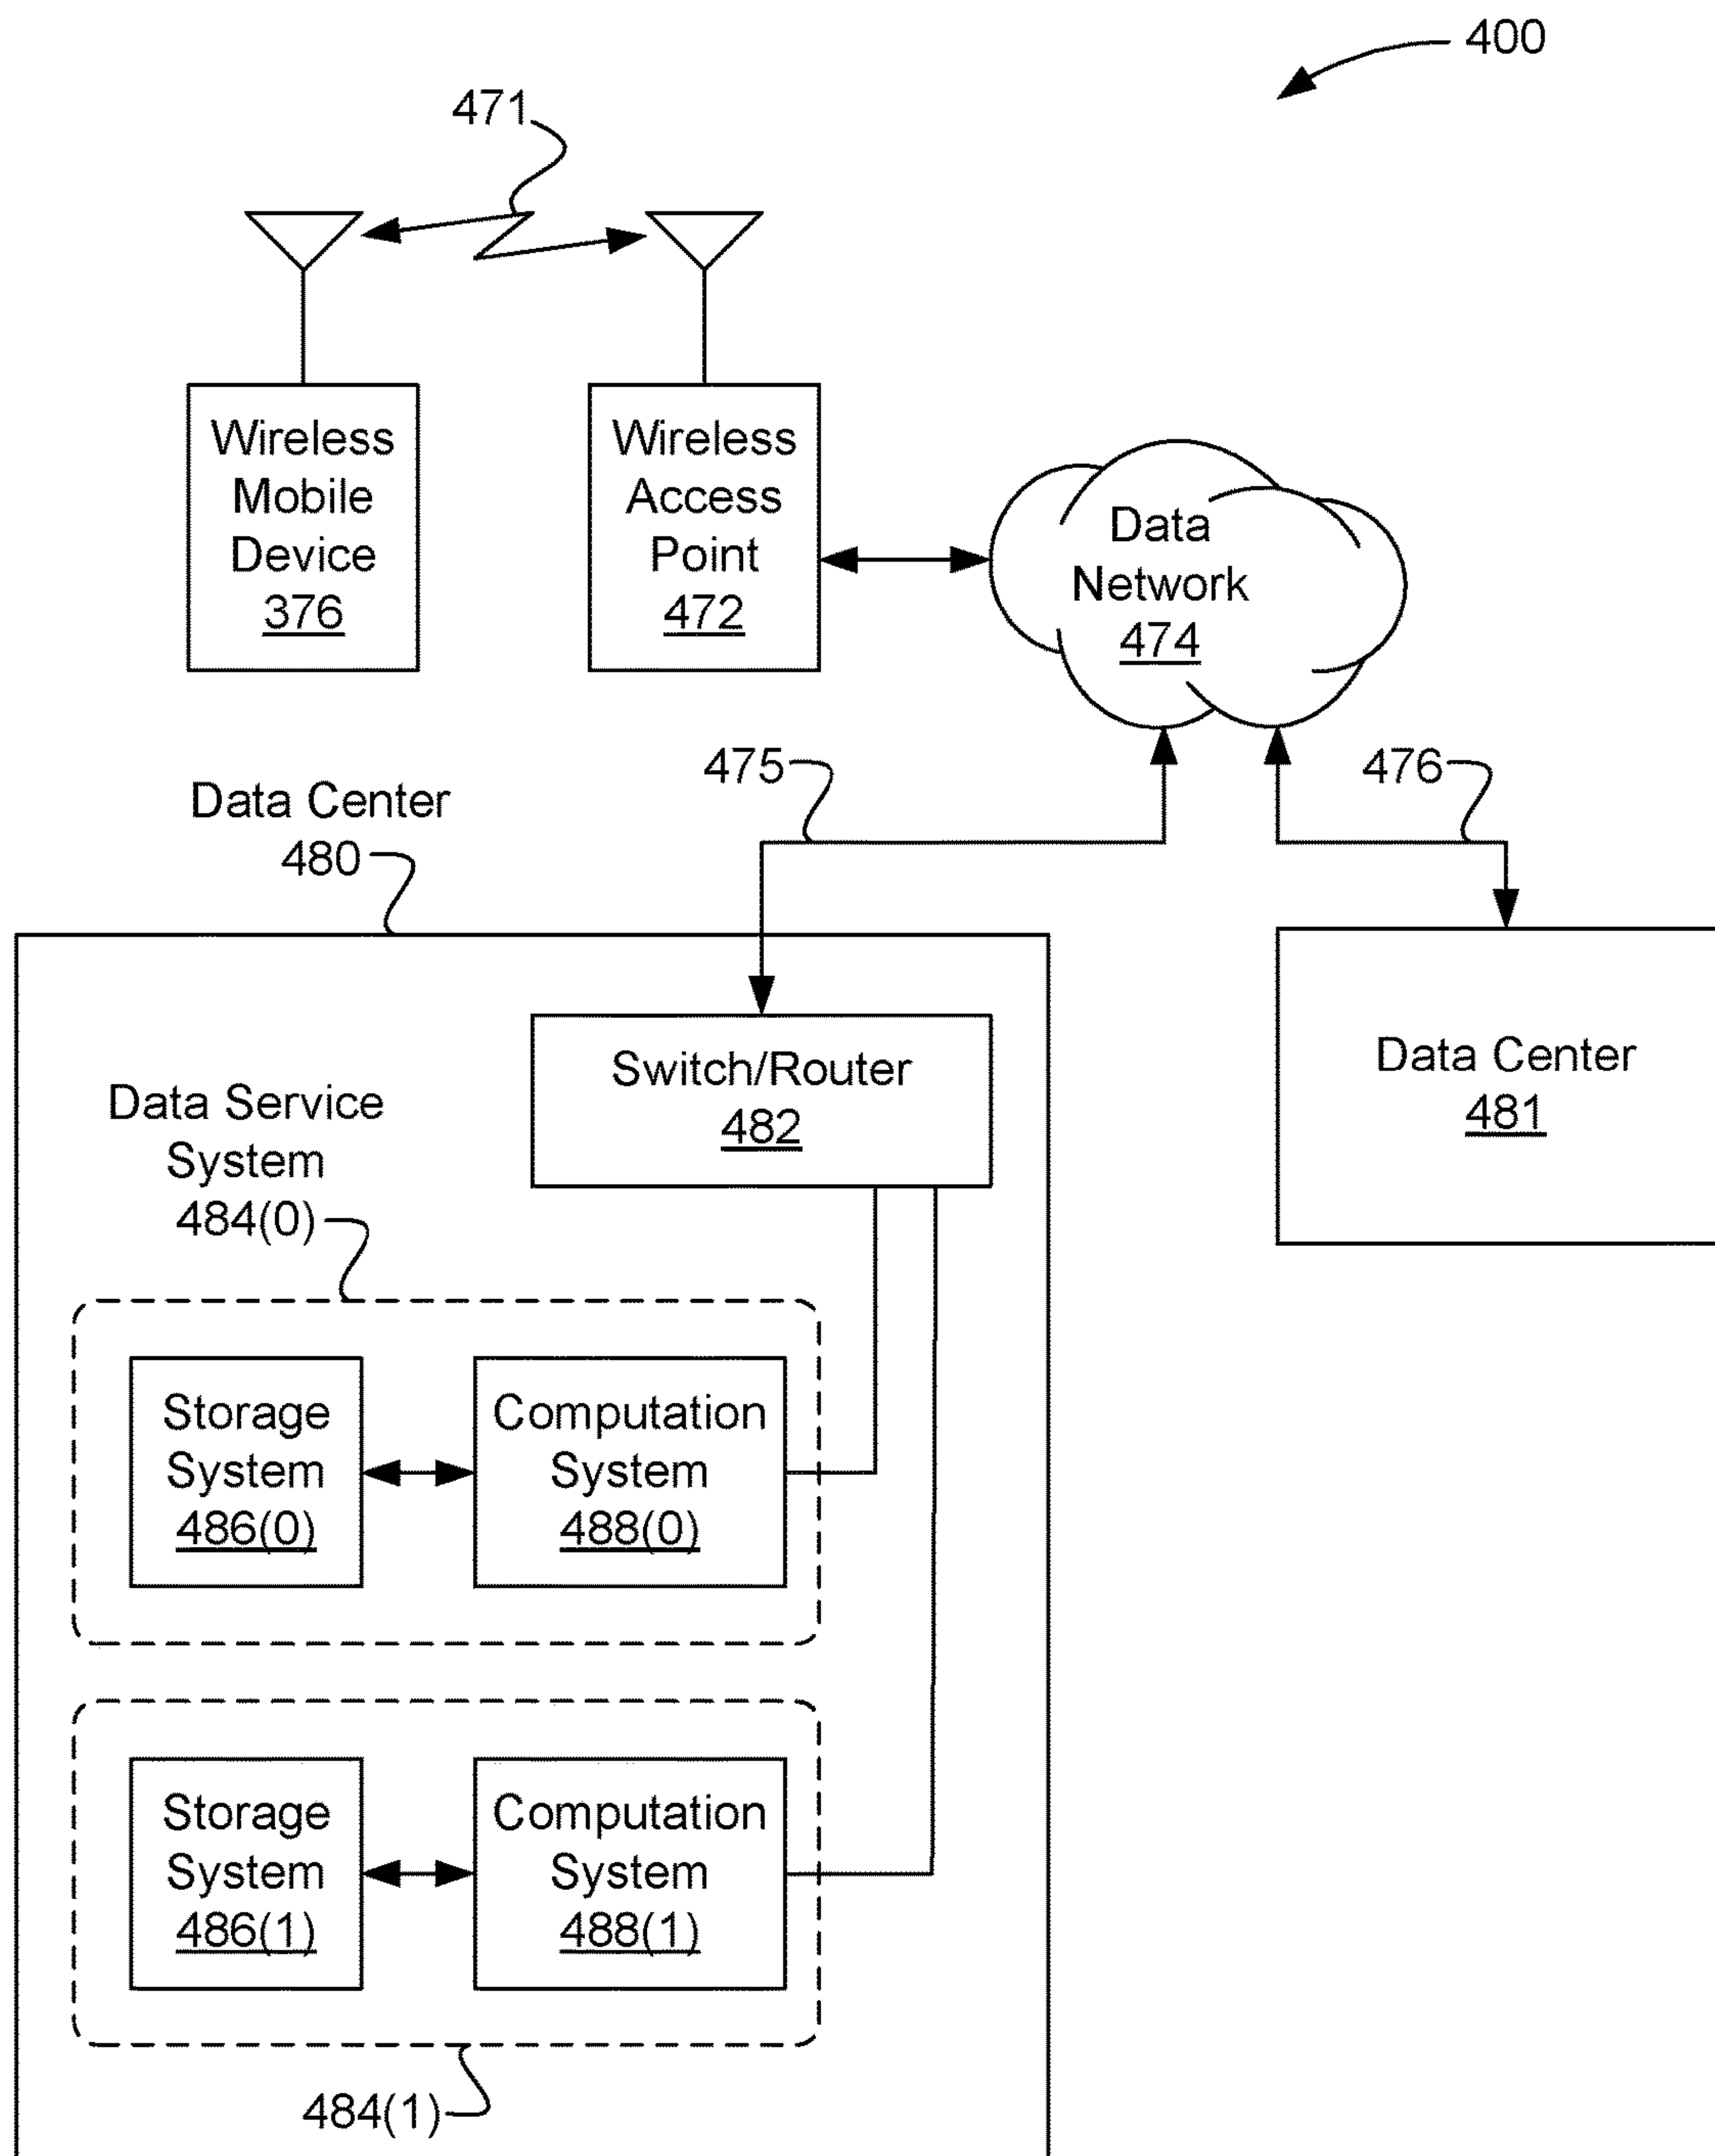 400
471
Wireless
Mobile
Device
376
Wireless
Access
Point
472
Data
Network
474
475
476
Data Center
480
Switch/Router
482
Data Center
481
Data Service
System
484(0)
Storage
System
486(0)
Computation
System
488(0)
Storage
System
486(1)
Computation
System
488(1)
484(1)